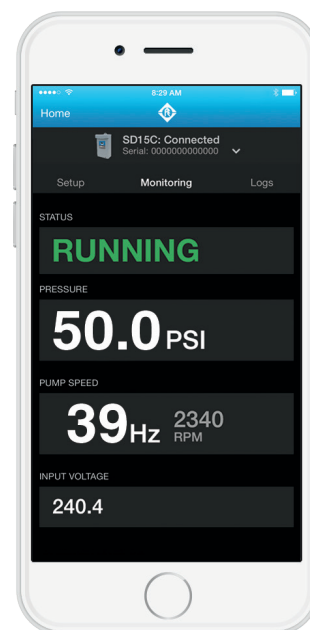 8:29 AM
Home
SD15C: Connected
Serial: 0000000000000
Setup Monitoring Logs
STATUS
RUNNING
PRESSURE
50.0 PSI
PUMP SPEED
39 Hz 2340 RPM
INPUT VOLTAGE
240.4